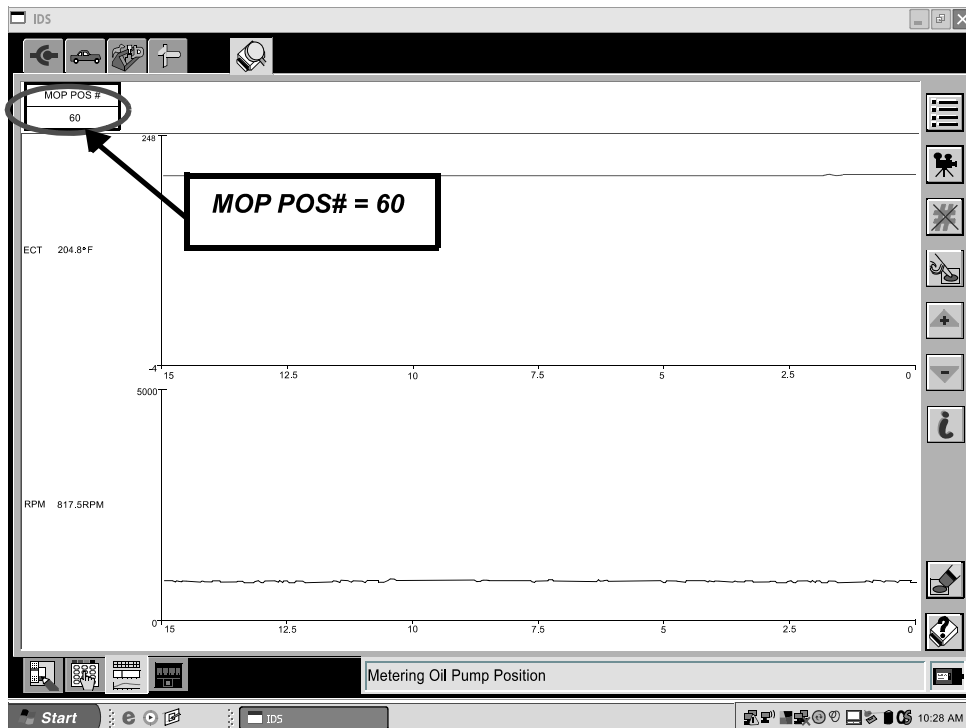 IDS
MOP POS #
60
248
MOP POS# = 60
ECT 204.8°F
-4
15 12.5 10 7.5 5 2.5 0
5000
RPM 817.5RPM
0
15 12.5 10 7.5 5 2.5 0
Metering Oil Pump Position
Start IDS 10:28 AM